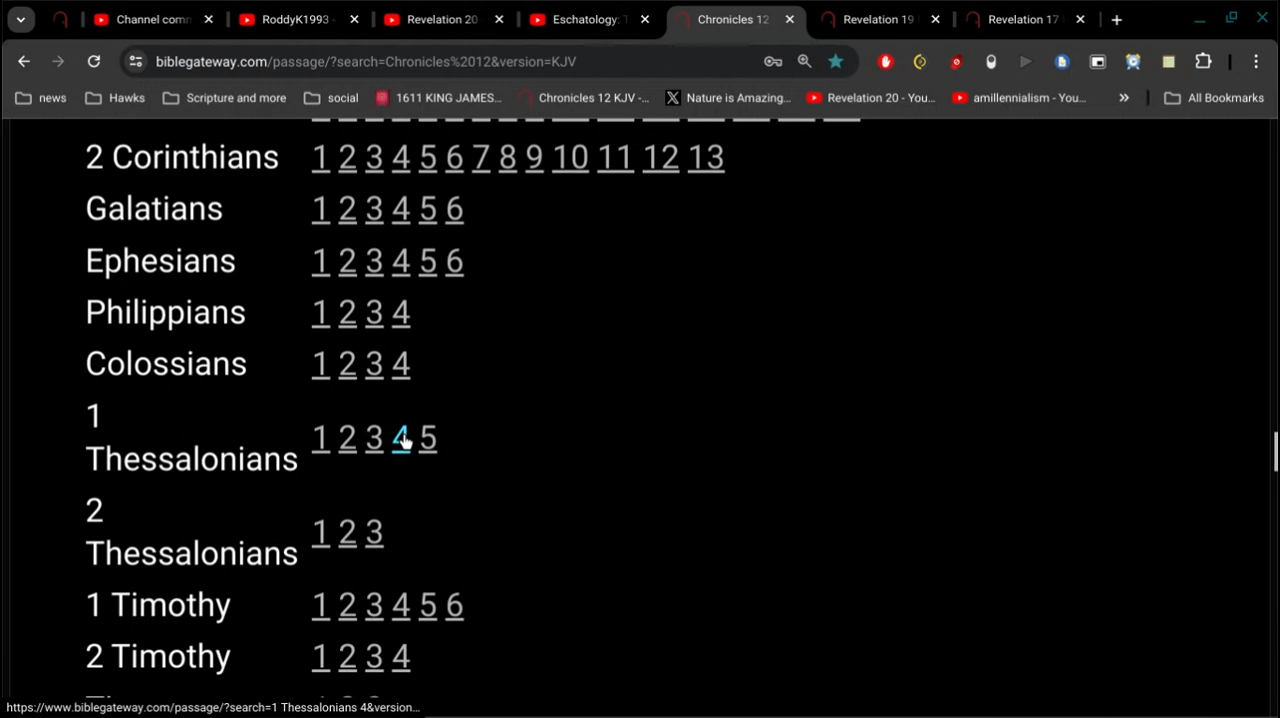 Channel comm
RoddyK1993 -
Revelation 20
Eschatology: T
Chronicles 12
Revelation 19
Revelation 17
biblegateway.com/passage/?search=Chronicles%2012&version=KJV
news
Hawks
Scripture and more
social
1611 KING JAMES...
Chronicles 12 KJV -...
Nature is Amazing...
Revelation 20 - You...
amillennialism - You...
»
All Bookmarks
2 Corinthians 1 2 3 4 5 6 7 8 9 10 11 12 13
Galatians 1 2 3 4 5 6
Ephesians 1 2 3 4 5 6
Philippians 1 2 3 4
Colossians 1 2 3 4
1
Thessalonians 1 2 3 4 5
2
Thessalonians 1 2 3
1 Timothy 1 2 3 4 5 6
2 Timothy 1 2 3 4
https://www.biblegateway.com/passage/?search=1 Thessalonians 4&version...